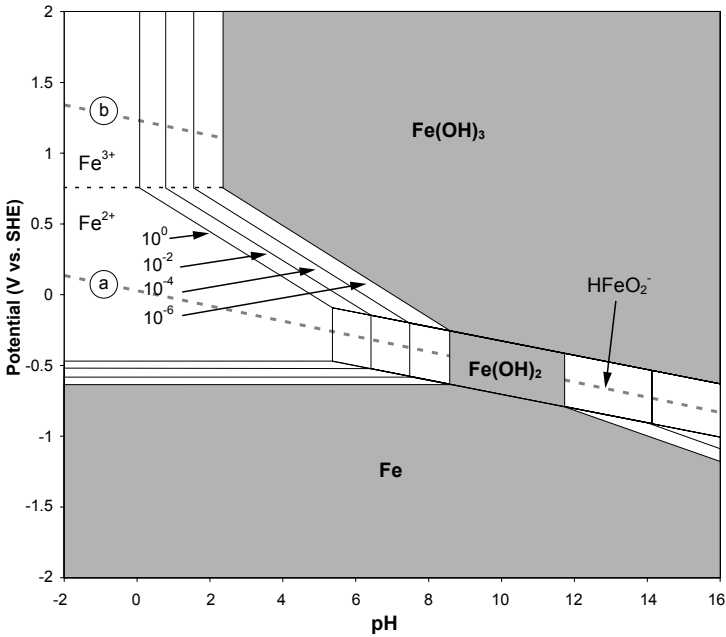 2
1.5
1
0.5
0
-0.5
-1
-1.5
-2
Potential (V vs. SHE)
b
Fe(OH)₃
Fe³⁺
Fe²⁺
10⁰
10⁻²
10⁻⁴
10⁻⁶
a
HFeO₂⁻
Fe(OH)₂
Fe
-2 0 2 4 6 8 10 12 14 16
pH